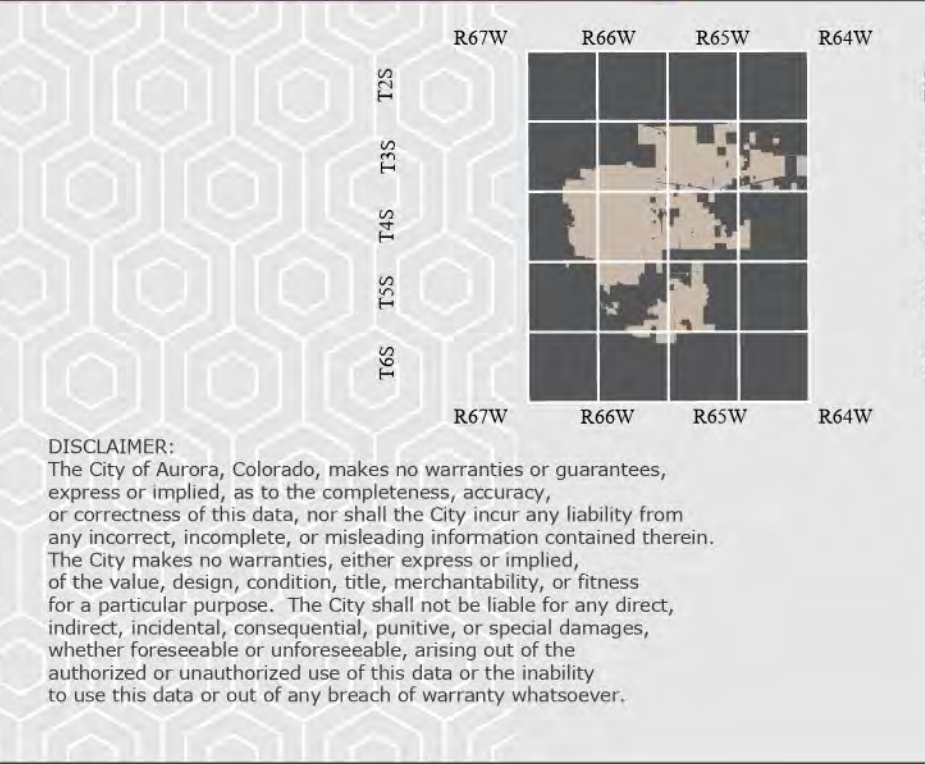 R67W R66W R65W R64W
T2S
T3S
T4S
T5S
T6S
R67W R66W R65W R64W
DISCLAIMER:
The City of Aurora, Colorado, makes no warranties or guarantees,
express or implied, as to the completeness, accuracy,
or correctness of this data, nor shall the City incur any liability from
any incorrect, incomplete, or misleading information contained therein.
The City makes no warranties, either express or implied,
of the value, design, condition, title, merchantability, or fitness
for a particular purpose.  The City shall not be liable for any direct,
indirect, incidental, consequential, punitive, or special damages,
whether foreseeable or unforeseeable, arising out of the
authorized or unauthorized use of this data or the inability
to use this data or out of any breach of warranty whatsoever.